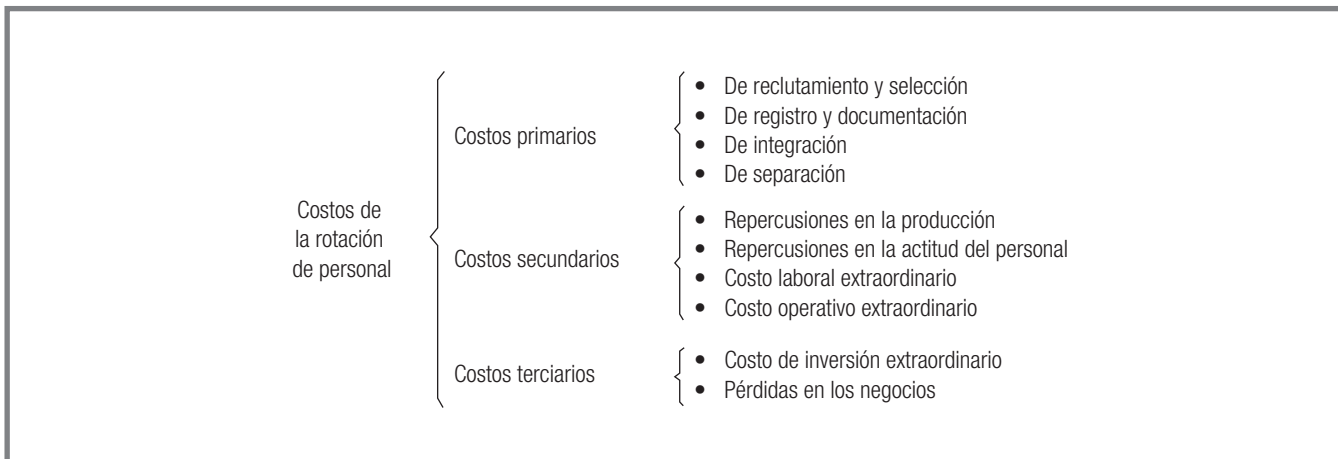 Costos de
la rotación
de personal
Costos primarios
• De reclutamiento y selección
• De registro y documentación
• De integración
• De separación
Costos secundarios
• Repercusiones en la producción
• Repercusiones en la actitud del personal
• Costo laboral extraordinario
• Costo operativo extraordinario
Costos terciarios
• Costo de inversión extraordinario
• Pérdidas en los negocios